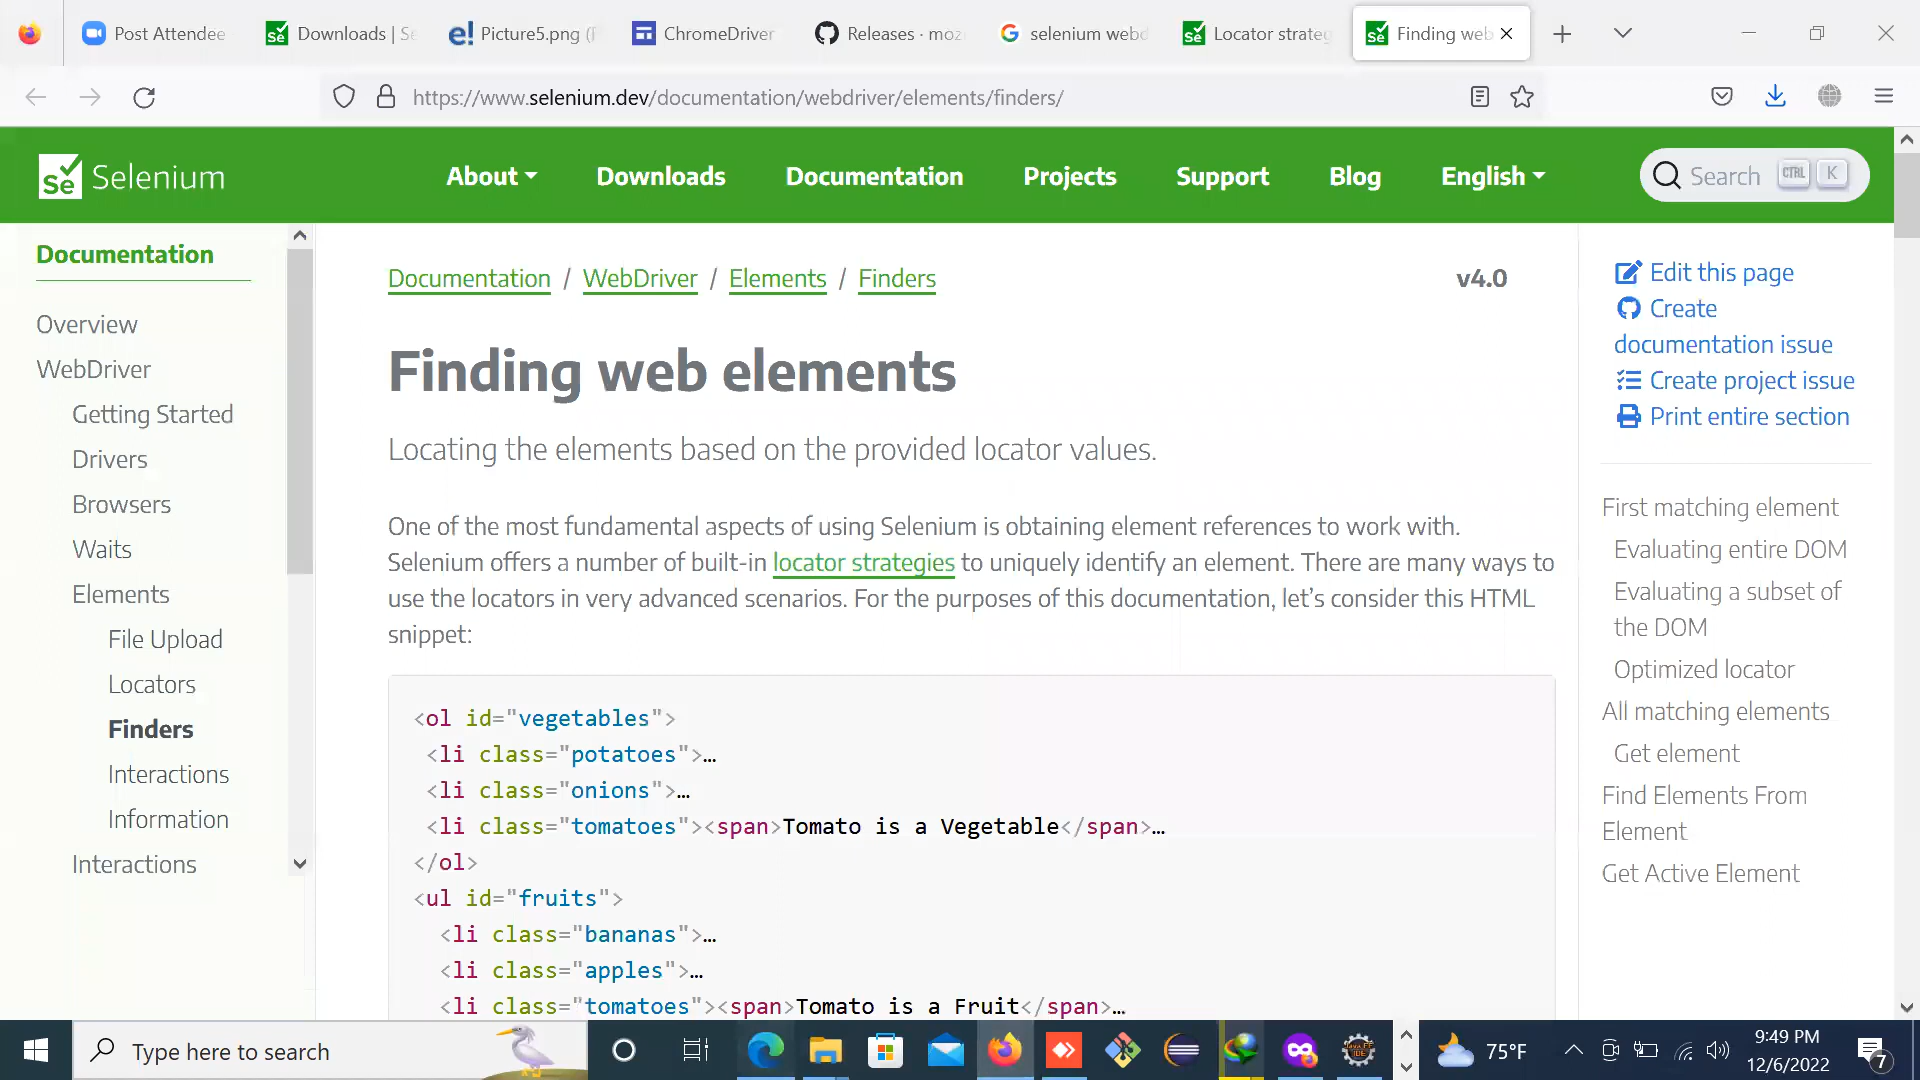 Post Attendee
Downloads | Se
e! Picture5.png (F
ChromeDriver
Releases · moz
selenium webd
Locator strateg
Finding web
https://www.selenium.dev/documentation/webdriver/elements/finders/
Se Selenium
About
Downloads
Documentation
Projects
Support
Blog
English
Search CTRL K
Documentation
Overview
WebDriver
Getting Started
Drivers
Browsers
Waits
Elements
File Upload
Locators
Finders
Interactions
Information
Interactions
Documentation / WebDriver / Elements / Finders
v4.0
Finding web elements
Locating the elements based on the provided locator values.
One of the most fundamental aspects of using Selenium is obtaining element references to work with.
Selenium offers a number of built-in locator strategies to uniquely identify an element. There are many ways to
use the locators in very advanced scenarios. For the purposes of this documentation, let’s consider this HTML
snippet:
<ol id="vegetables">
<li class="potatoes">…
<li class="onions">…
<li class="tomatoes"><span>Tomato is a Vegetable</span>…
</ol>
<ul id="fruits">
<li class="bananas">…
<li class="apples">…
<li class="tomatoes"><span>Tomato is a Fruit</span>…
Edit this page
Create
documentation issue
Create project issue
Print entire section
First matching element
Evaluating entire DOM
Evaluating a subset of
the DOM
Optimized locator
All matching elements
Get element
Find Elements From
Element
Get Active Element
Type here to search
75°F
9:49 PM
12/6/2022
7